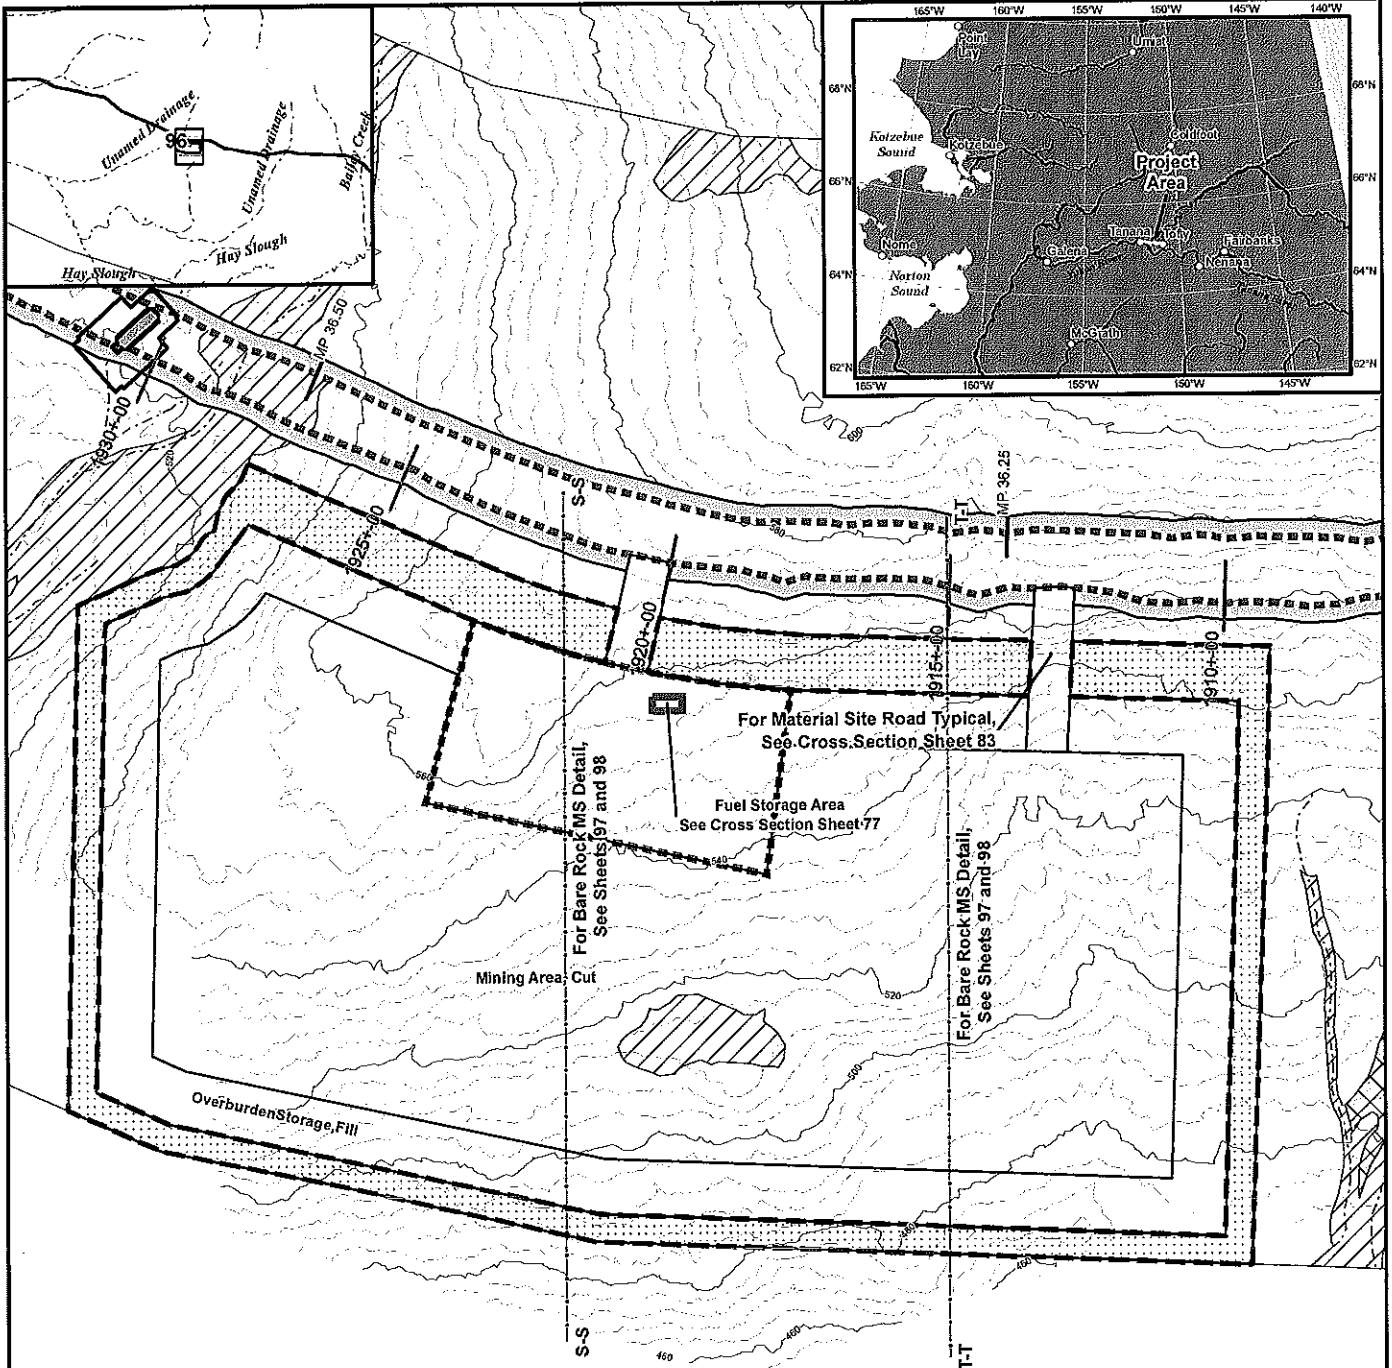 Unamed Drainage
96
Unamed Drainage
Hay Slough
Hay Slough
165°W 160°W 155°W 150°W 145°W 140°W
Point
Lay
Umiat
68°N
68°N
Kotzebue
Sound
Kotzebue
Coldfoot
Project
Area
66°N
66°N
Nome
Galena
Tanana
Fairbanks
Nenana
64°N
64°N
Norton
Sound
McGrath
62°N
62°N
165°W 160°W 155°W 150°W 145°W
MP 36.50
1930+00
520
600
1925+00
S-S
T-T
MP 36.25
560
1920+00
1915+00
1910+00
For Material Site Road Typical,
See Cross Section Sheet 83
560
For Bare Rock MS Detail,
See Sheets 97 and 98
Fuel Storage Area
See Cross Section Sheet 77
540
For Bare Rock MS Detail,
See Sheets 97 and 98
Mining Area, Cut
520
500
Overburden Storage, Fill
480
460
460
460
S-S
T-T